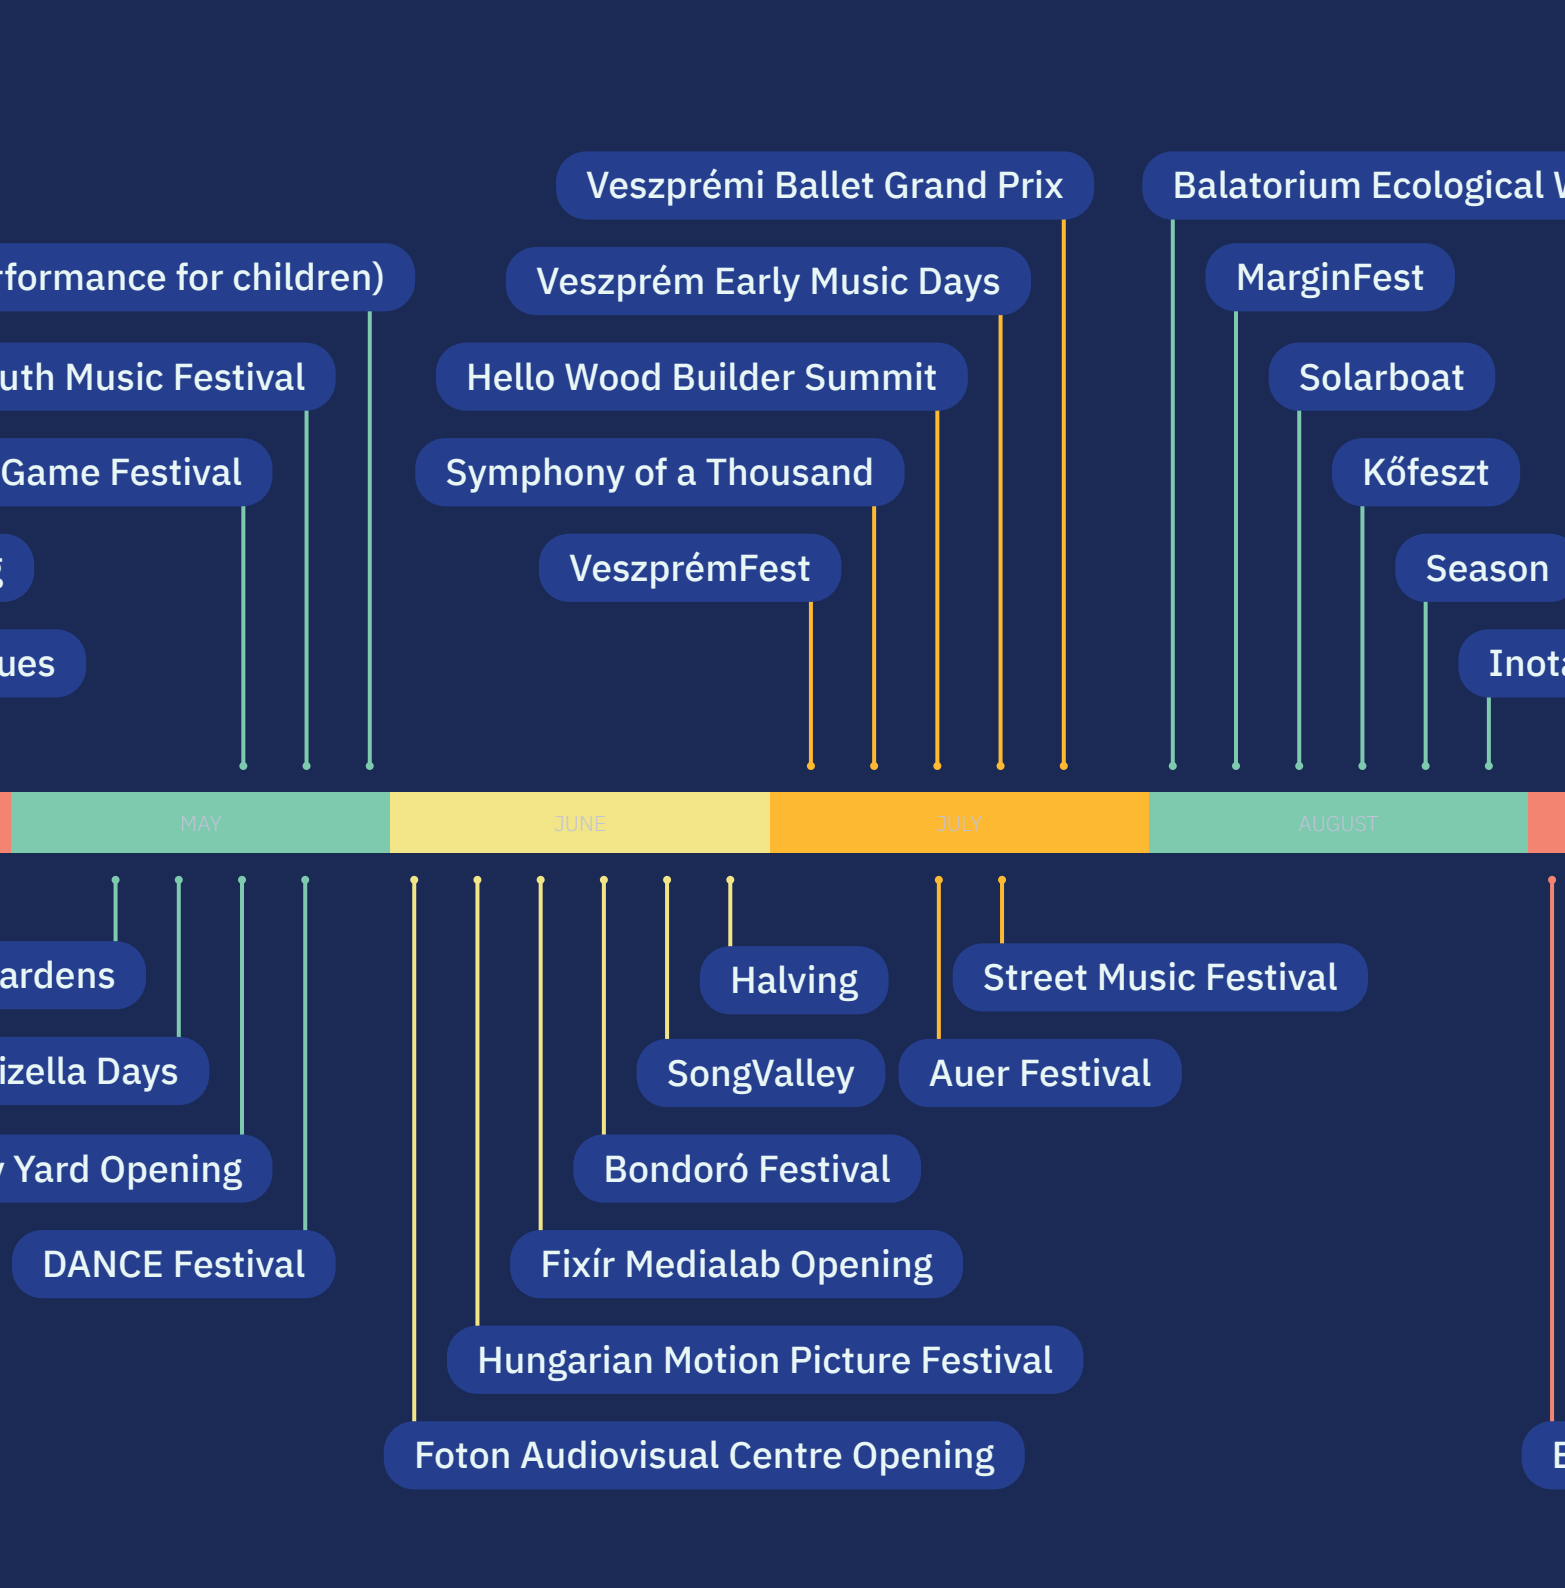 Veszprémi Ballet Grand Prix
Balatorium Ecological
formance for children)
Veszprém Early Music Days
MarginFest
uth Music Festival
Hello Wood Builder Summit
Solarboat
Game Festival
Symphony of a Thousand
Kőfeszt
VeszprémFest
Season
ues
Inota
MAY
JUNE
JULY
AUGUST
ardens
Halving
Street Music Festival
izella Days
SongValley
Auer Festival
Yard Opening
Bondoró Festival
DANCE Festival
Fixír Medialab Opening
Hungarian Motion Picture Festival
Foton Audiovisual Centre Opening